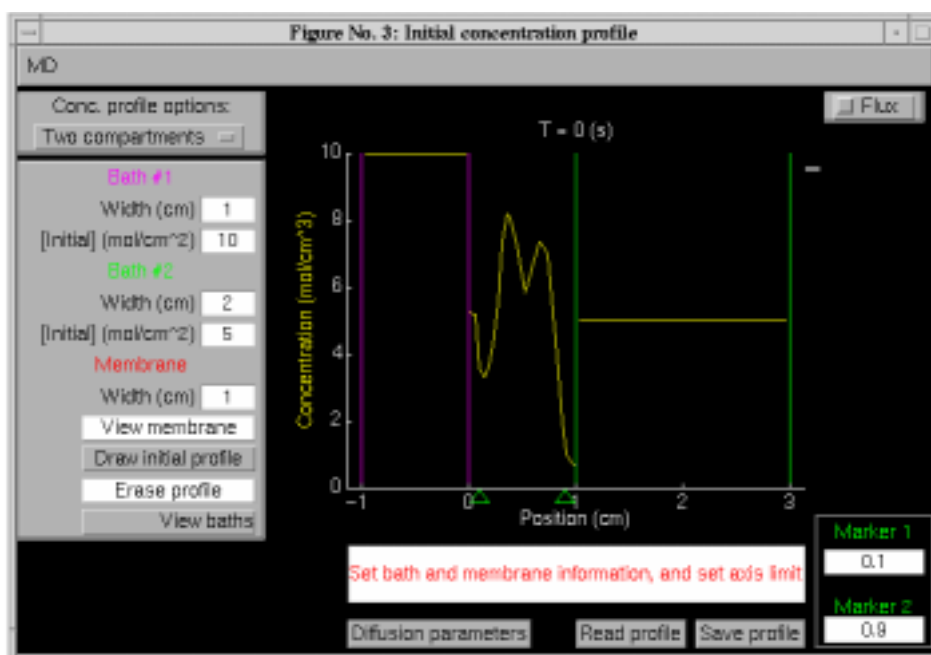 Figure No. 3: Initial concentration profile
MD
Conc. profile options:
Two compartments
Flux
T = 0 (s)
Bath #1
Width (cm) 1
[Initial] (mol/cm^2) 10
Bath #2
Width (cm) 2
[Initial] (mol/cm^2) 5
Membrane
Width (cm) 1
View membrane
Draw initial profile
Erase profile
View baths
Concentration (mol/cm^3)
10
8
6
4
2
0
-1 0 1 2 3
Position (cm)
Set bath and membrane information, and set axis limit
Diffusion parameters
Read profile
Save profile
Marker 1
0.1
Marker 2
0.9